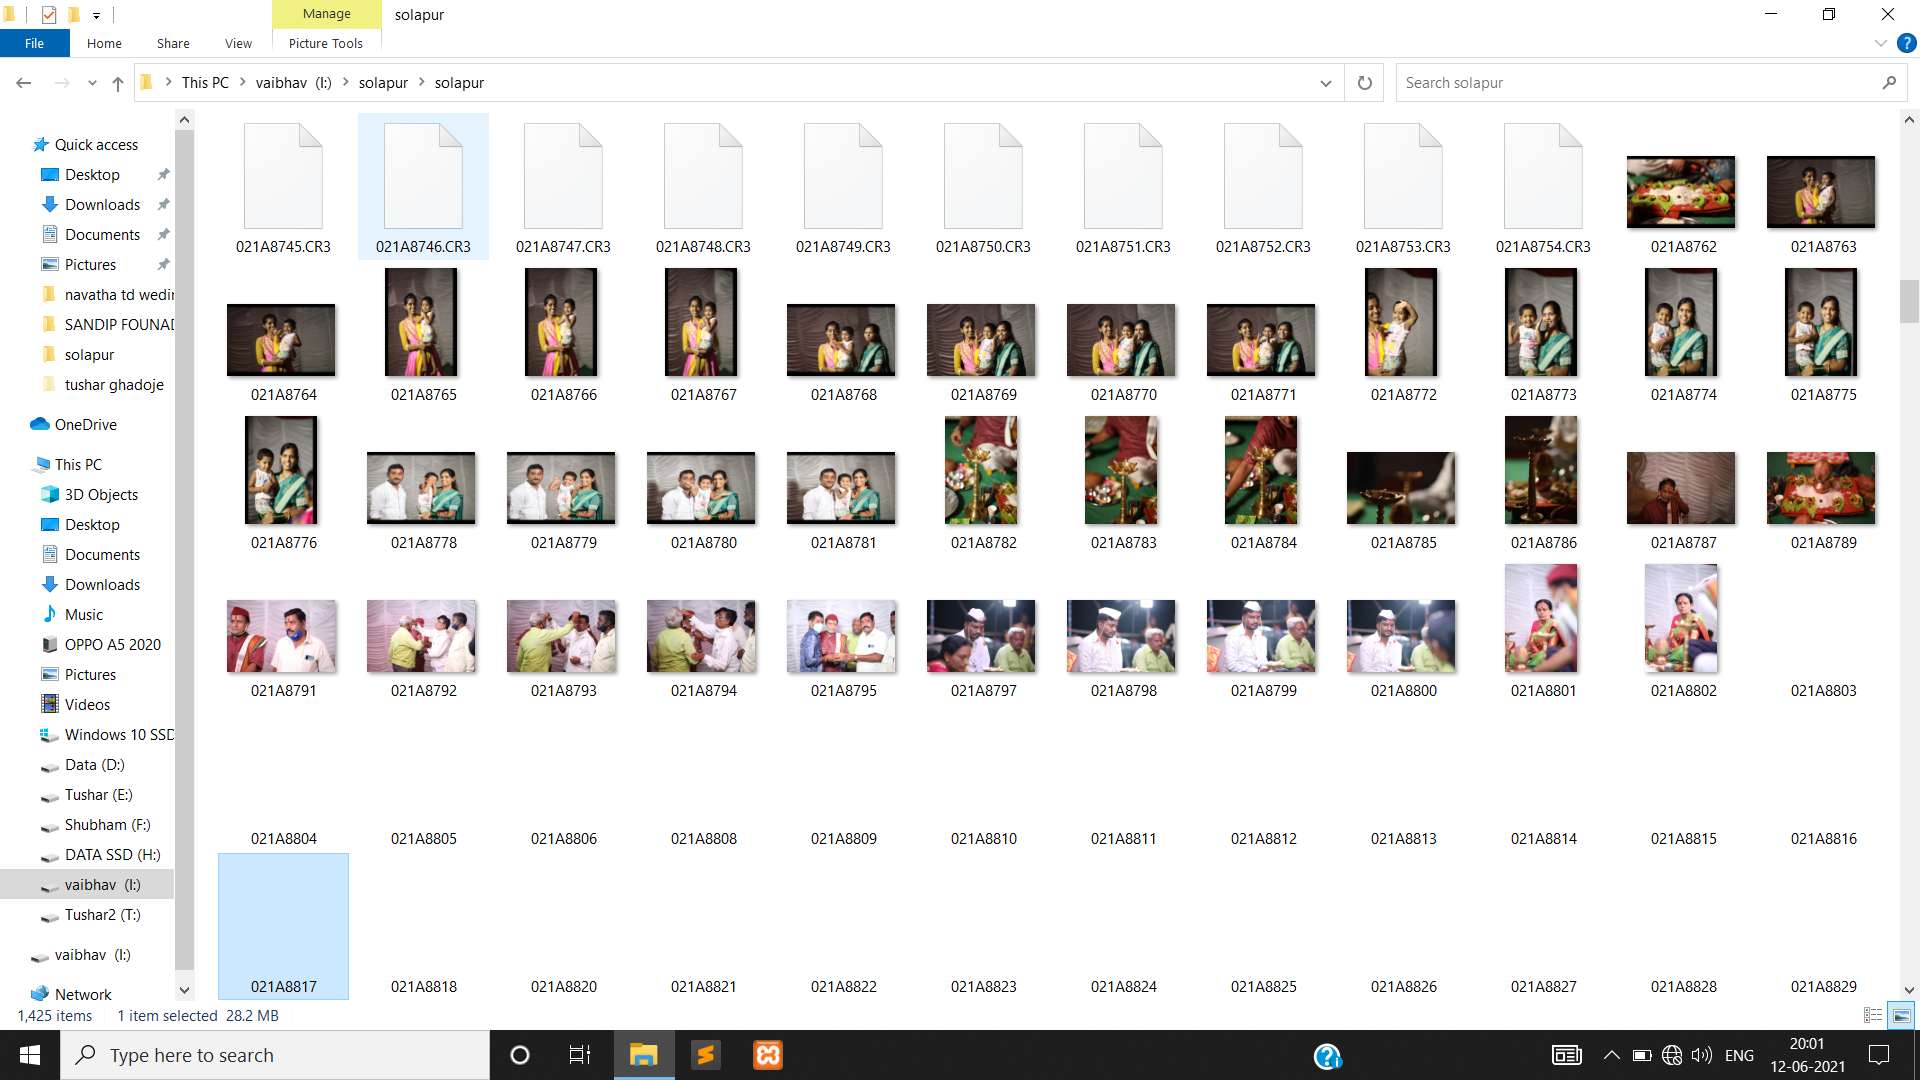 Manage
solapur
File
Home
Share
View
Picture Tools
This PC
vaibhav (I:)
solapur
solapur
Search solapur
Quick access
Desktop
Downloads
Documents
Pictures
navatha td wedin
SANDIP FOUNAD
solapur
tushar ghadoje
OneDrive
This PC
3D Objects
Desktop
Documents
Downloads
Music
OPPO A5 2020
Pictures
Videos
Windows 10 SSD
Data (D:)
Tushar (E:)
Shubham (F:)
DATA SSD (H:)
vaibhav (I:)
Tushar2 (T:)
vaibhav (I:)
Network
021A8745.CR3 021A8746.CR3 021A8747.CR3 021A8748.CR3 021A8749.CR3 021A8750.CR3 021A8751.CR3 021A8752.CR3 021A8753.CR3 021A8754.CR3 021A8762 021A8763
021A8764 021A8765 021A8766 021A8767 021A8768 021A8769 021A8770 021A8771 021A8772 021A8773 021A8774 021A8775
021A8776 021A8778 021A8779 021A8780 021A8781 021A8782 021A8783 021A8784 021A8785 021A8786 021A8787 021A8789
021A8791 021A8792 021A8793 021A8794 021A8795 021A8797 021A8798 021A8799 021A8800 021A8801 021A8802 021A8803
021A8804 021A8805 021A8806 021A8808 021A8809 021A8810 021A8811 021A8812 021A8813 021A8814 021A8815 021A8816
021A8817 021A8818 021A8820 021A8821 021A8822 021A8823 021A8824 021A8825 021A8826 021A8827 021A8828 021A8829
1,425 items 1 item selected 28.2 MB
Type here to search
ENG
20:01
12-06-2021